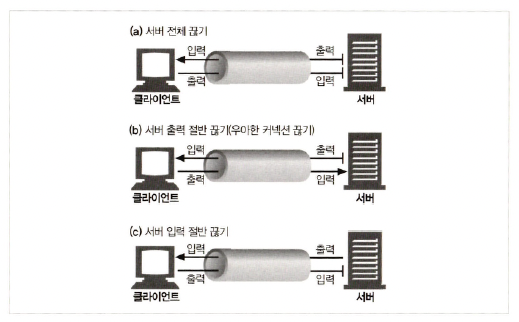 (a) 서버 전체 끊기
입력 출력
출력 입력
클라이언트 서버
(b) 서버 출력 절반 끊기(우아한 커넥션 끊기)
입력 출력
출력 입력
클라이언트 서버
(c) 서버 입력 절반 끊기
입력 출력
출력 입력
클라이언트 서버